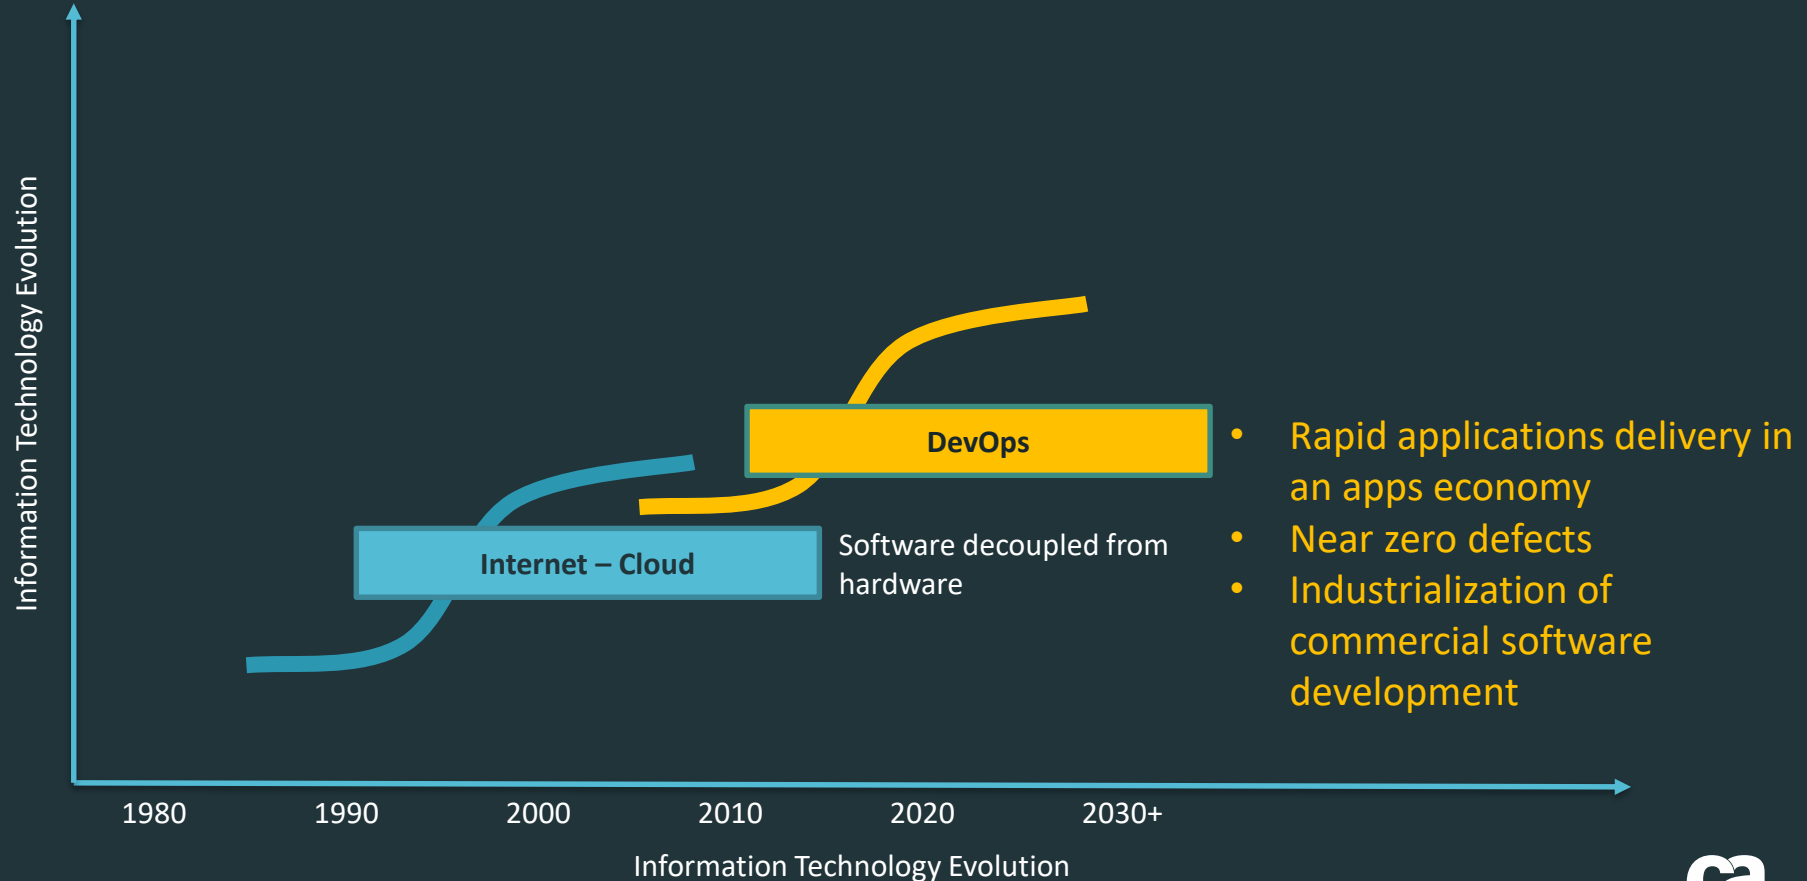 Information Technology Evolution
DevOps
Internet – Cloud
Software decoupled from
hardware
• Rapid applications delivery in
an apps economy
• Near zero defects
• Industrialization of
commercial software
development
1980 1990 2000 2010 2020 2030+
Information Technology Evolution
ca